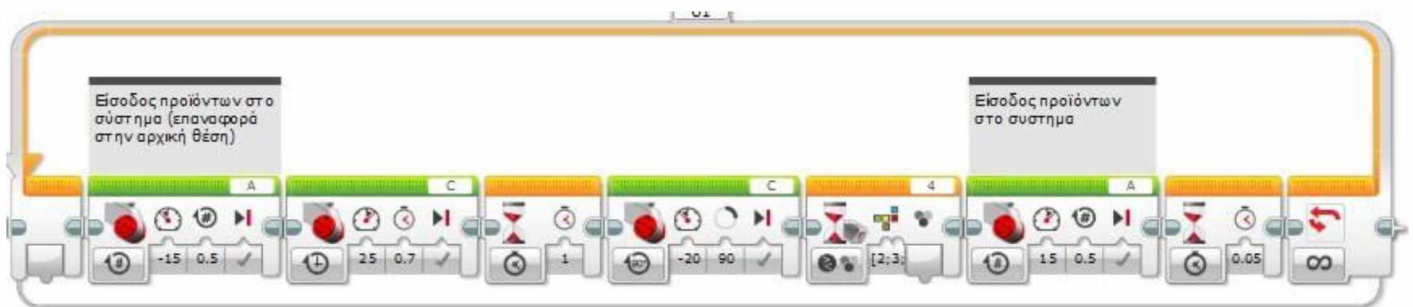 01
Είσοδος προϊόντων στο
σύστημα (επαναφορά
στην αρχική θέση)
Είσοδος προϊόντων
στο συστημα
A C C 4 A
-15 0.5 25 0.7 1 -20 90 [2;3; 15 0.5 0.05